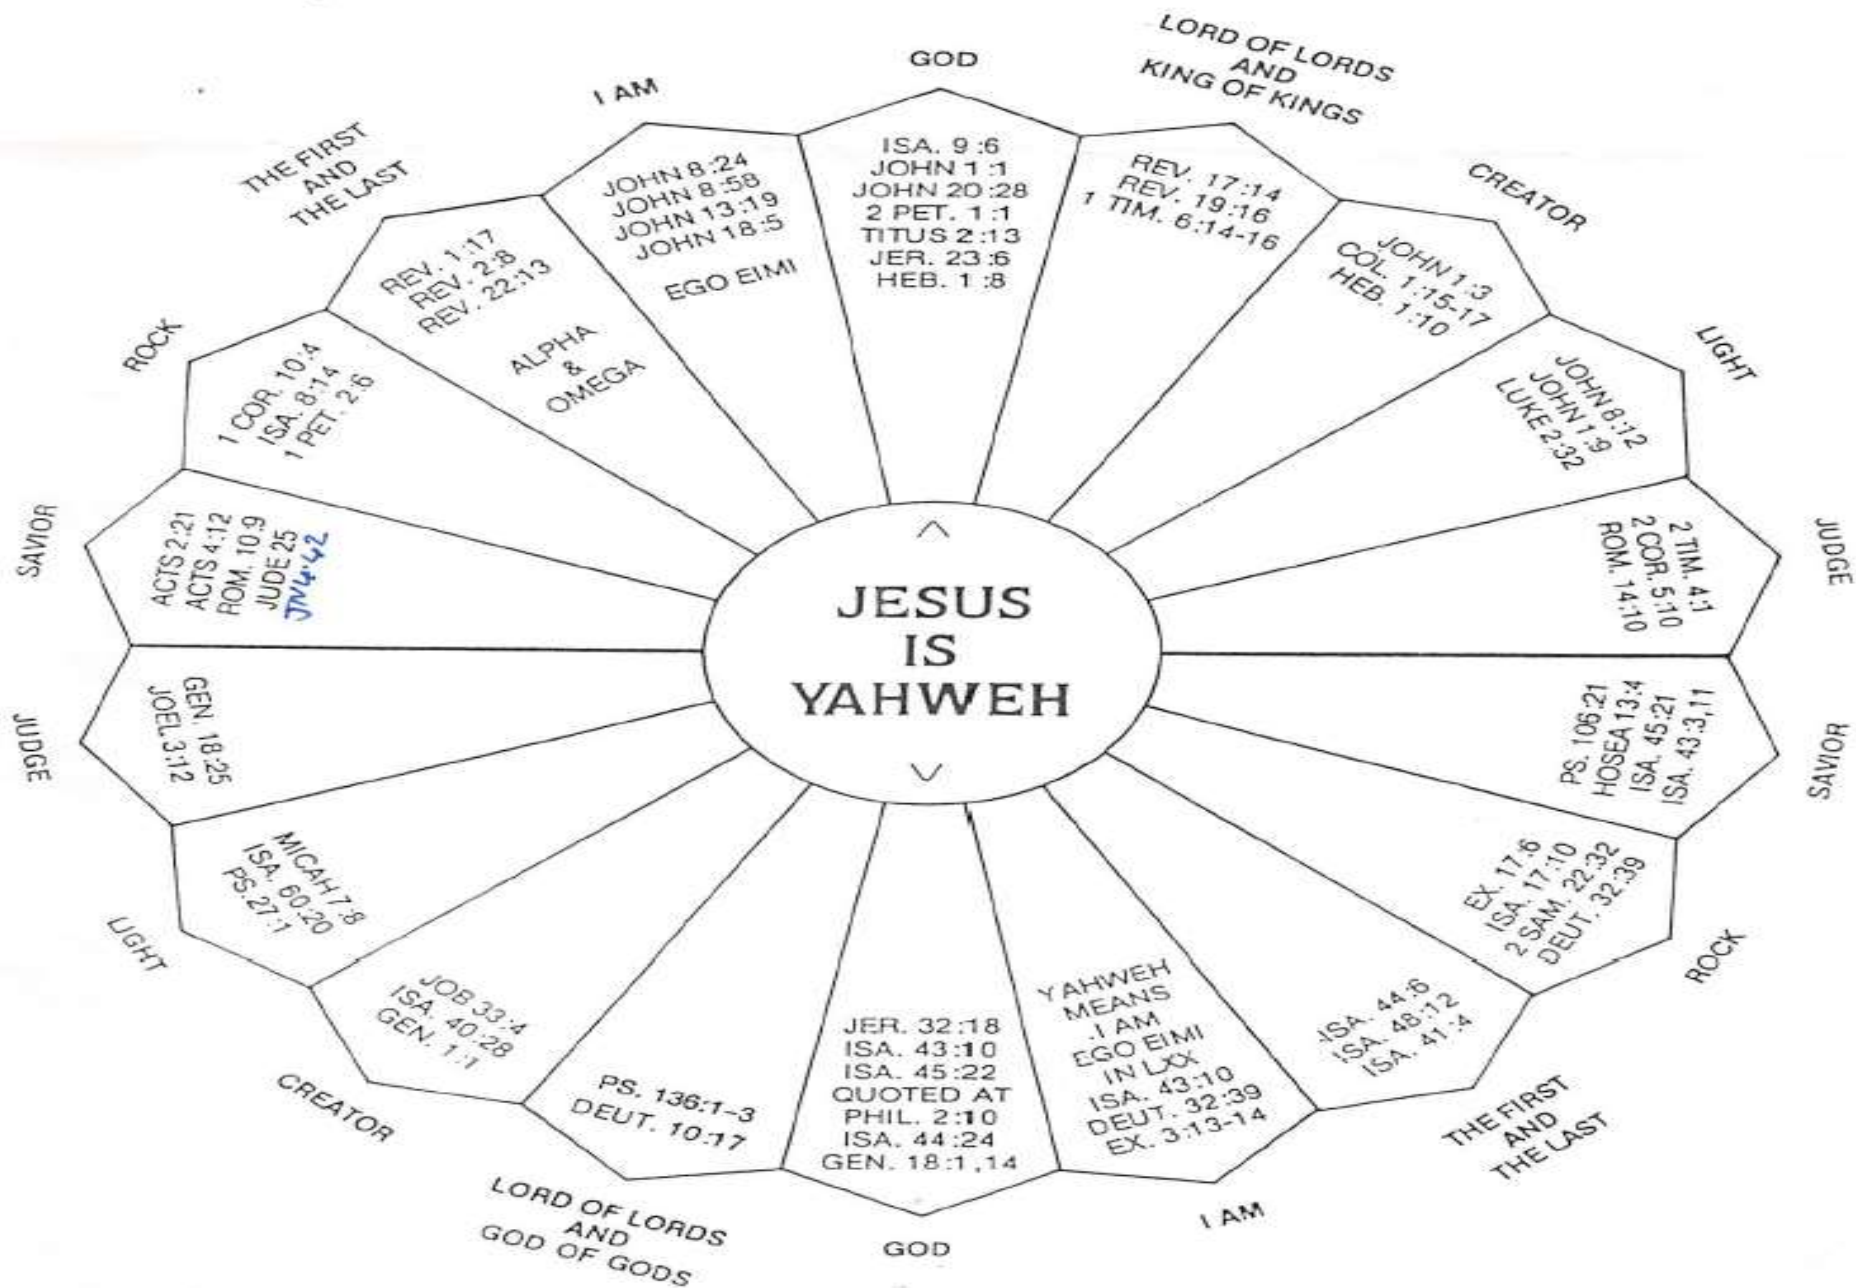 GOD
ISA. 9:6
JOHN 1:1
JOHN 20:28
2 PET. 1:1
TITUS 2:13
JER. 23:6
HEB. 1:8
LORD OF LORDS
AND
KING OF KINGS
REV. 17:14
REV. 19:16
1 TIM. 6:14-16
CREATOR
JOHN 1:3
COL. 1:15-17
HEB. 1:10
LIGHT
JOHN 8:12
JOHN 1:9
LUKE 2:32
JUDGE
2 TIM. 4:1
2 COR. 5:10
ROM. 14:10
SAVIOR
PS. 106:21
HOSEA 13:4
ISA. 45:21
ISA. 43:3,11
ROCK
EX. 17:6
ISA. 17:10
2 SAM. 22:32
DEUT. 32:39
THE FIRST
AND
THE LAST
ISA. 44:6
ISA. 48:12
ISA. 41:4
I AM
YAHWEH
MEANS
I AM
EGO EIMI
IN LXX
ISA. 43:10
DEUT. 32:39
EX. 3:13-14
GOD
JER. 32:18
ISA. 43:10
ISA. 45:22
QUOTED AT
PHIL. 2:10
ISA. 44:24
GEN. 18:1,14
LORD OF LORDS
AND
GOD OF GODS
PS. 136:1-3
DEUT. 10:17
CREATOR
JOB 33:4
ISA. 40:28
GEN. 1:1
LIGHT
MICAH 7:8
ISA. 60:20
PS. 27:1
JUDGE
GEN. 18:25
JOEL 3:12
SAVIOR
ACTS 2:21
ACTS 4:12
ROM. 10:9
JUDE 25
JN 4:42
ROCK
1 COR. 10:4
ISA. 8:14
1 PET. 2:6
THE FIRST
AND
THE LAST
REV. 1:17
REV. 2:8
REV. 22:13
ALPHA
&
OMEGA
I AM
JOHN 8:24
JOHN 8:58
JOHN 13:19
JOHN 18:5
EGO EIMI
JESUS
IS
YAHWEH